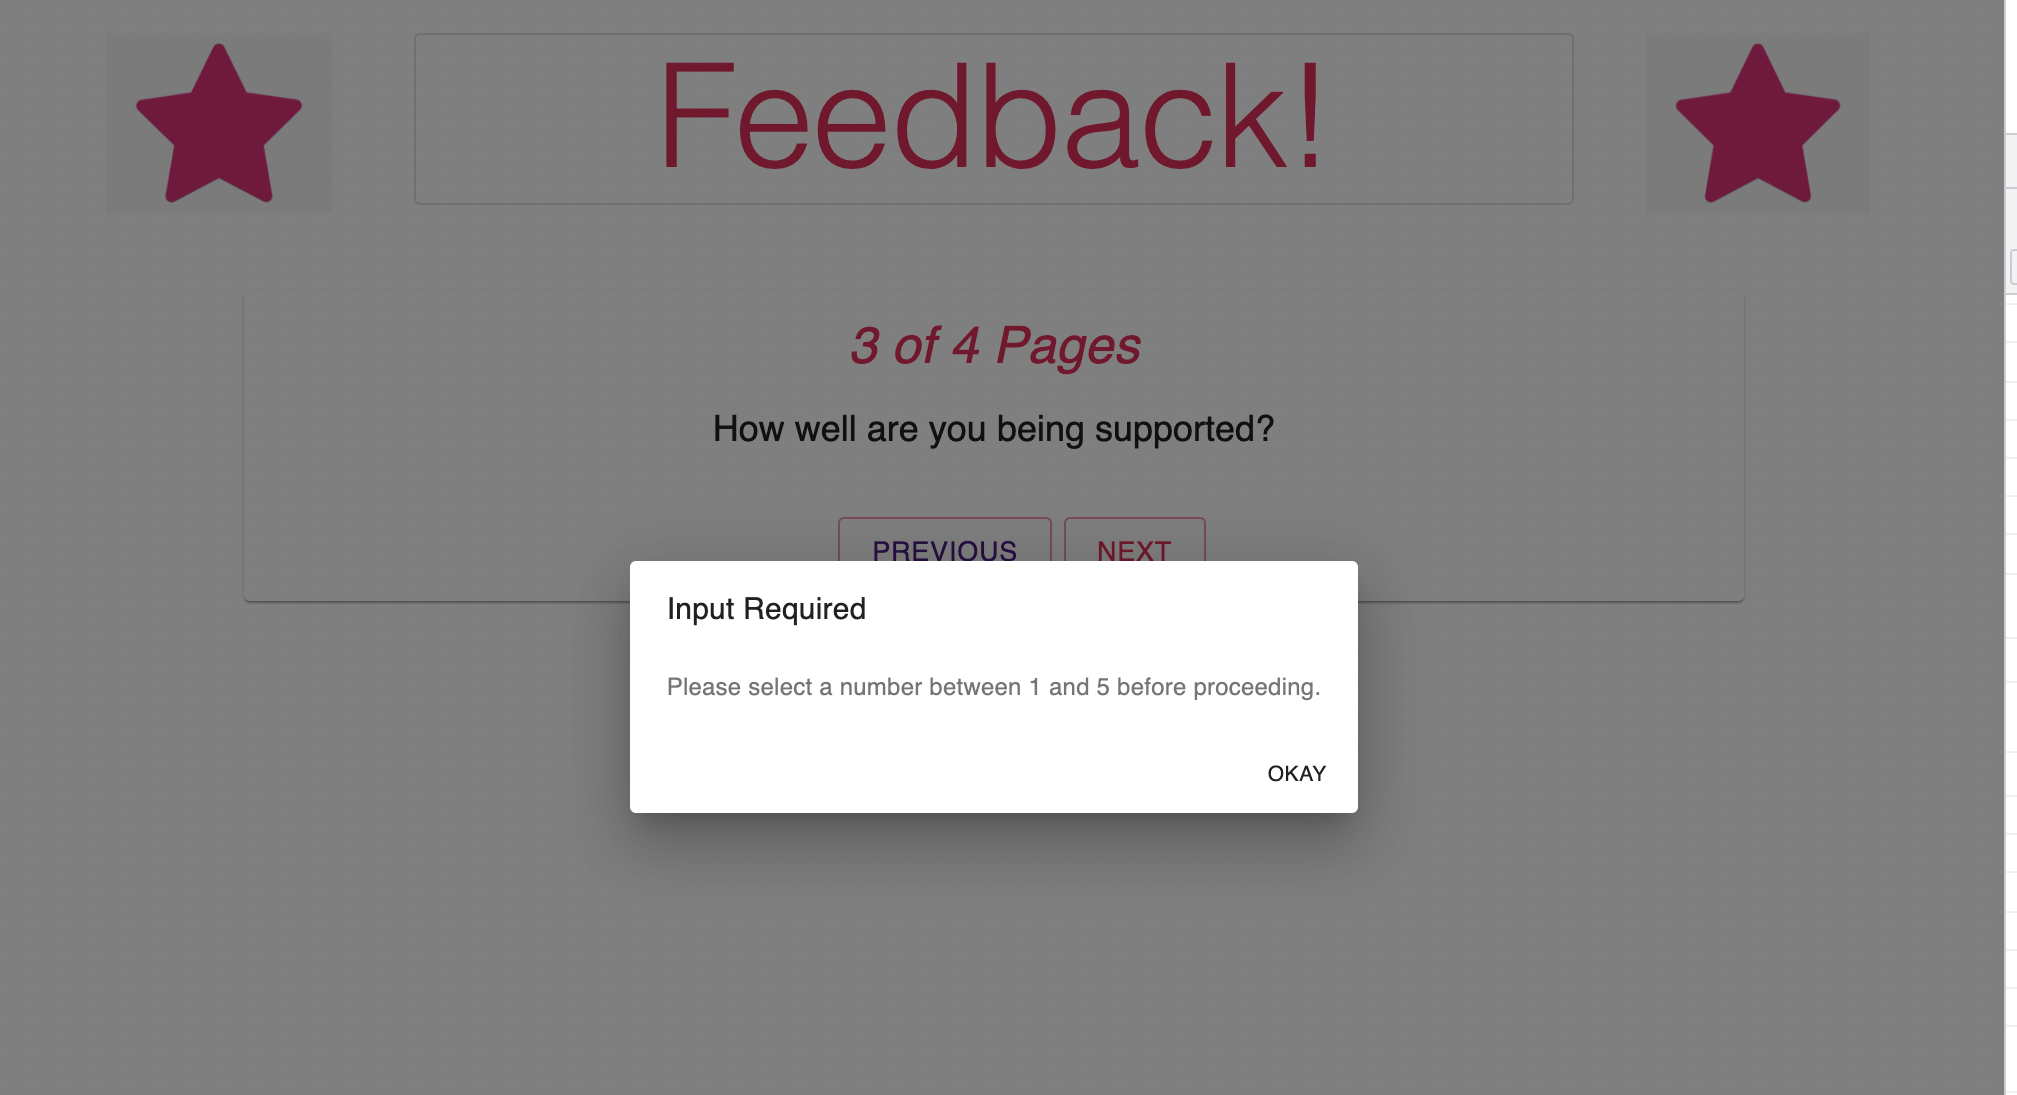 Feedback!
3 of 4 Pages
How well are you being supported?
PREVIOUS NEXT
Input Required
Please select a number between 1 and 5 before proceeding.
OKAY